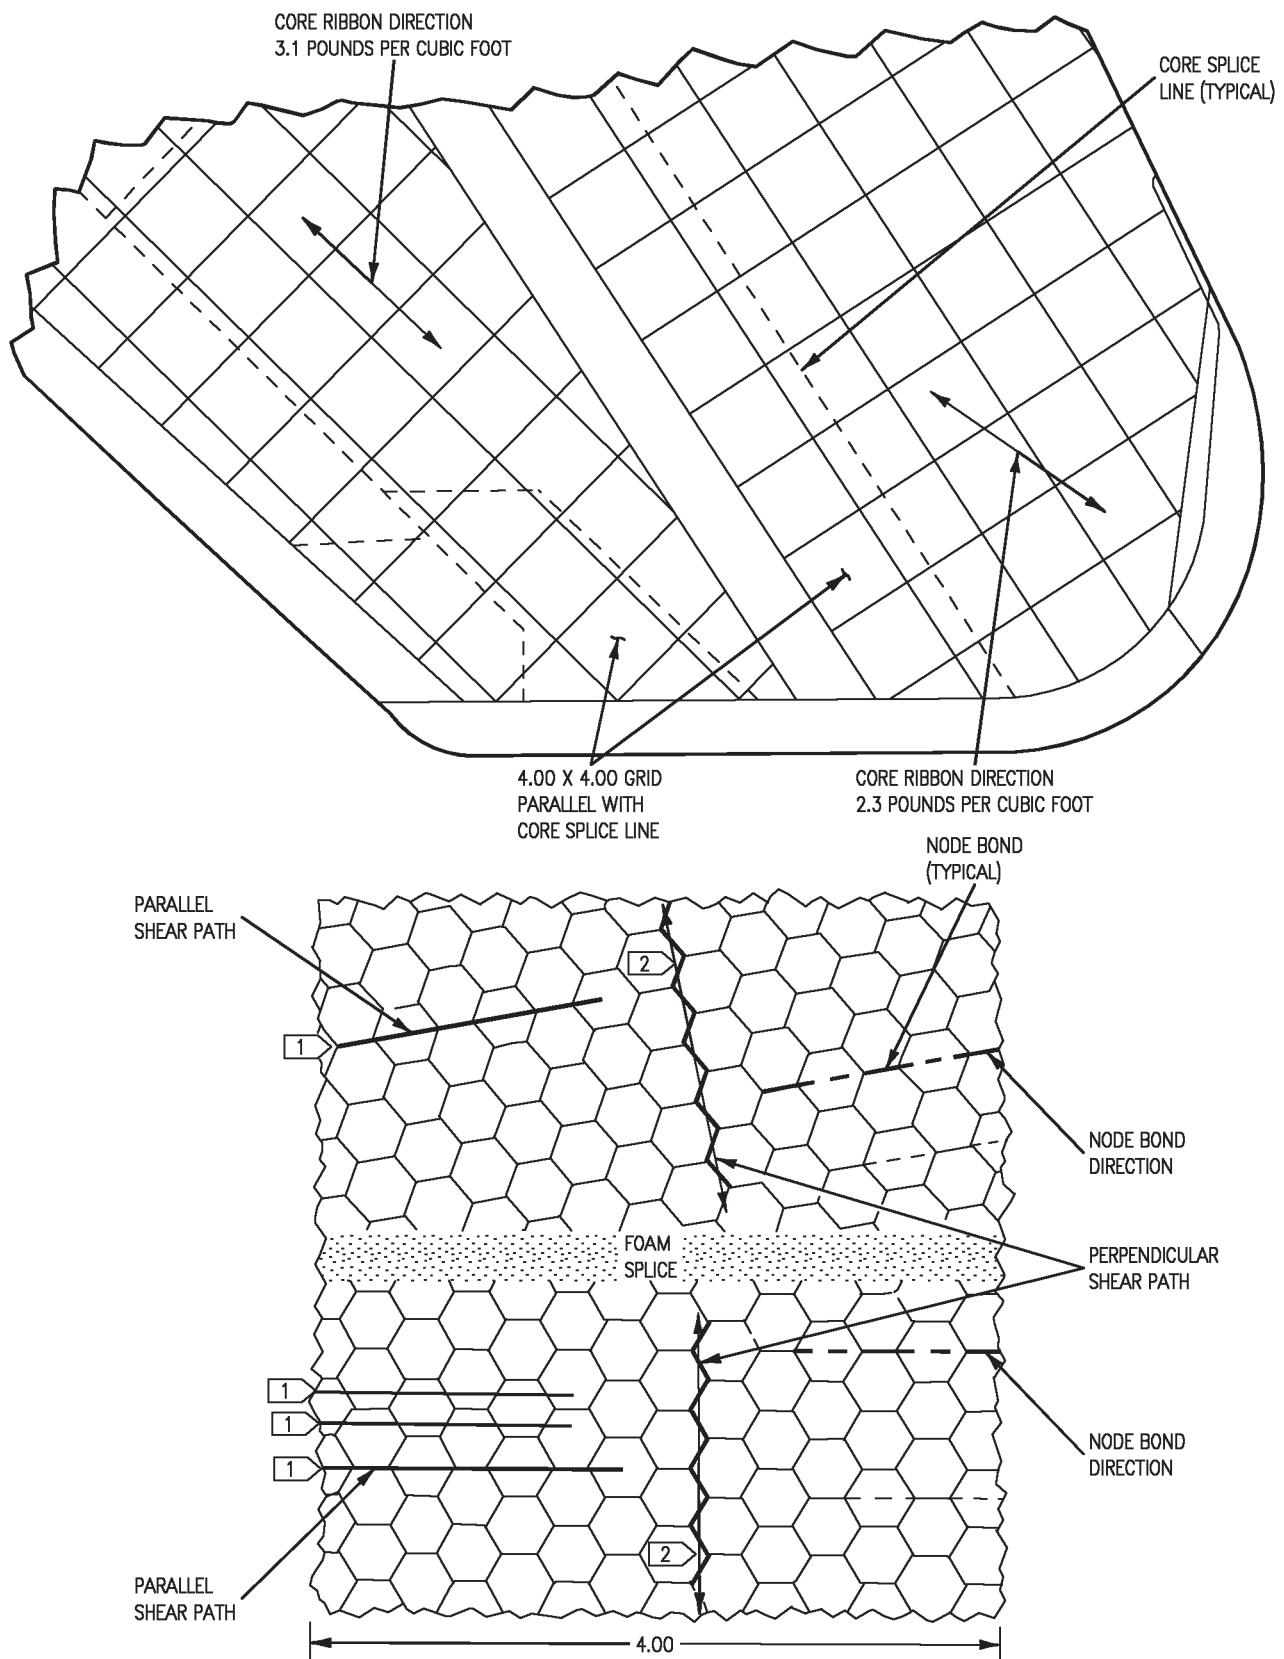 CORE RIBBON DIRECTION
3.1 POUNDS PER CUBIC FOOT
CORE SPLICE
LINE (TYPICAL)
4.00 X 4.00 GRID
PARALLEL WITH
CORE SPLICE LINE
CORE RIBBON DIRECTION
2.3 POUNDS PER CUBIC FOOT
NODE BOND
(TYPICAL)
PARALLEL
SHEAR PATH
2
1
NODE BOND
DIRECTION
FOAM
SPLICE
PERPENDICULAR
SHEAR PATH
1
1
1
NODE BOND
DIRECTION
2
PARALLEL
SHEAR PATH
4.00